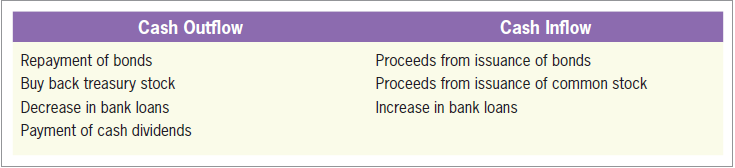 Cash Outflow Cash Inflow
Repayment of bonds Proceeds from issuance of bonds
Buy back treasury stock Proceeds from issuance of common stock
Decrease in bank loans Increase in bank loans
Payment of cash dividends